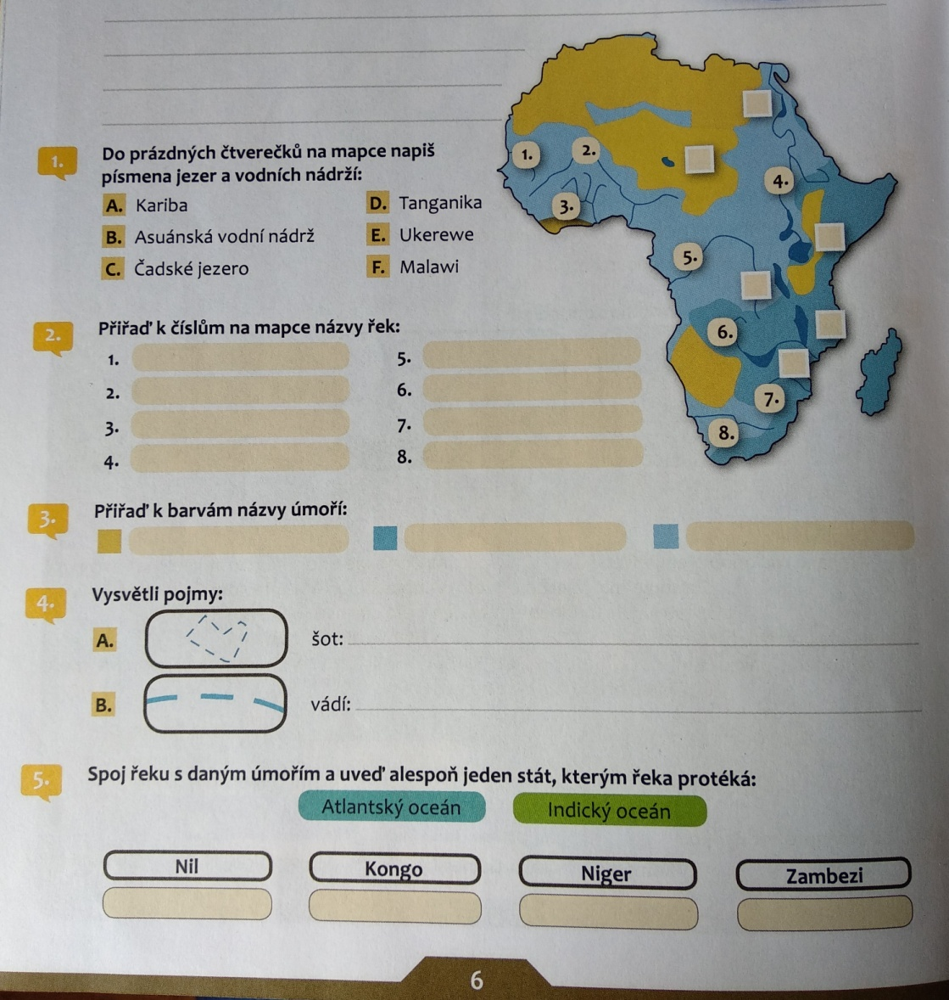 1.
Do prázdných čtverečků na mapce napiš
písmena jezer a vodních nádrží:
A. Kariba
B. Asuánská vodní nádrž
C. Čadské jezero
D. Tanganika
E. Ukerewe
F. Malawi
1.
2.
3.
4.
5.
6.
7.
8.
2.
Přiřaď k číslům na mapce názvy řek:
1.
2.
3.
4.
5.
6.
7.
8.
3.
Přiřaď k barvám názvy úmoří:
4.
Vysvětli pojmy:
A. šot:
B. vádí:
5.
Spoj řeku s daným úmořím a uveď alespoň jeden stát, kterým řeka protéká:
Atlantský oceán Indický oceán
Nil Kongo Niger Zambezi
6